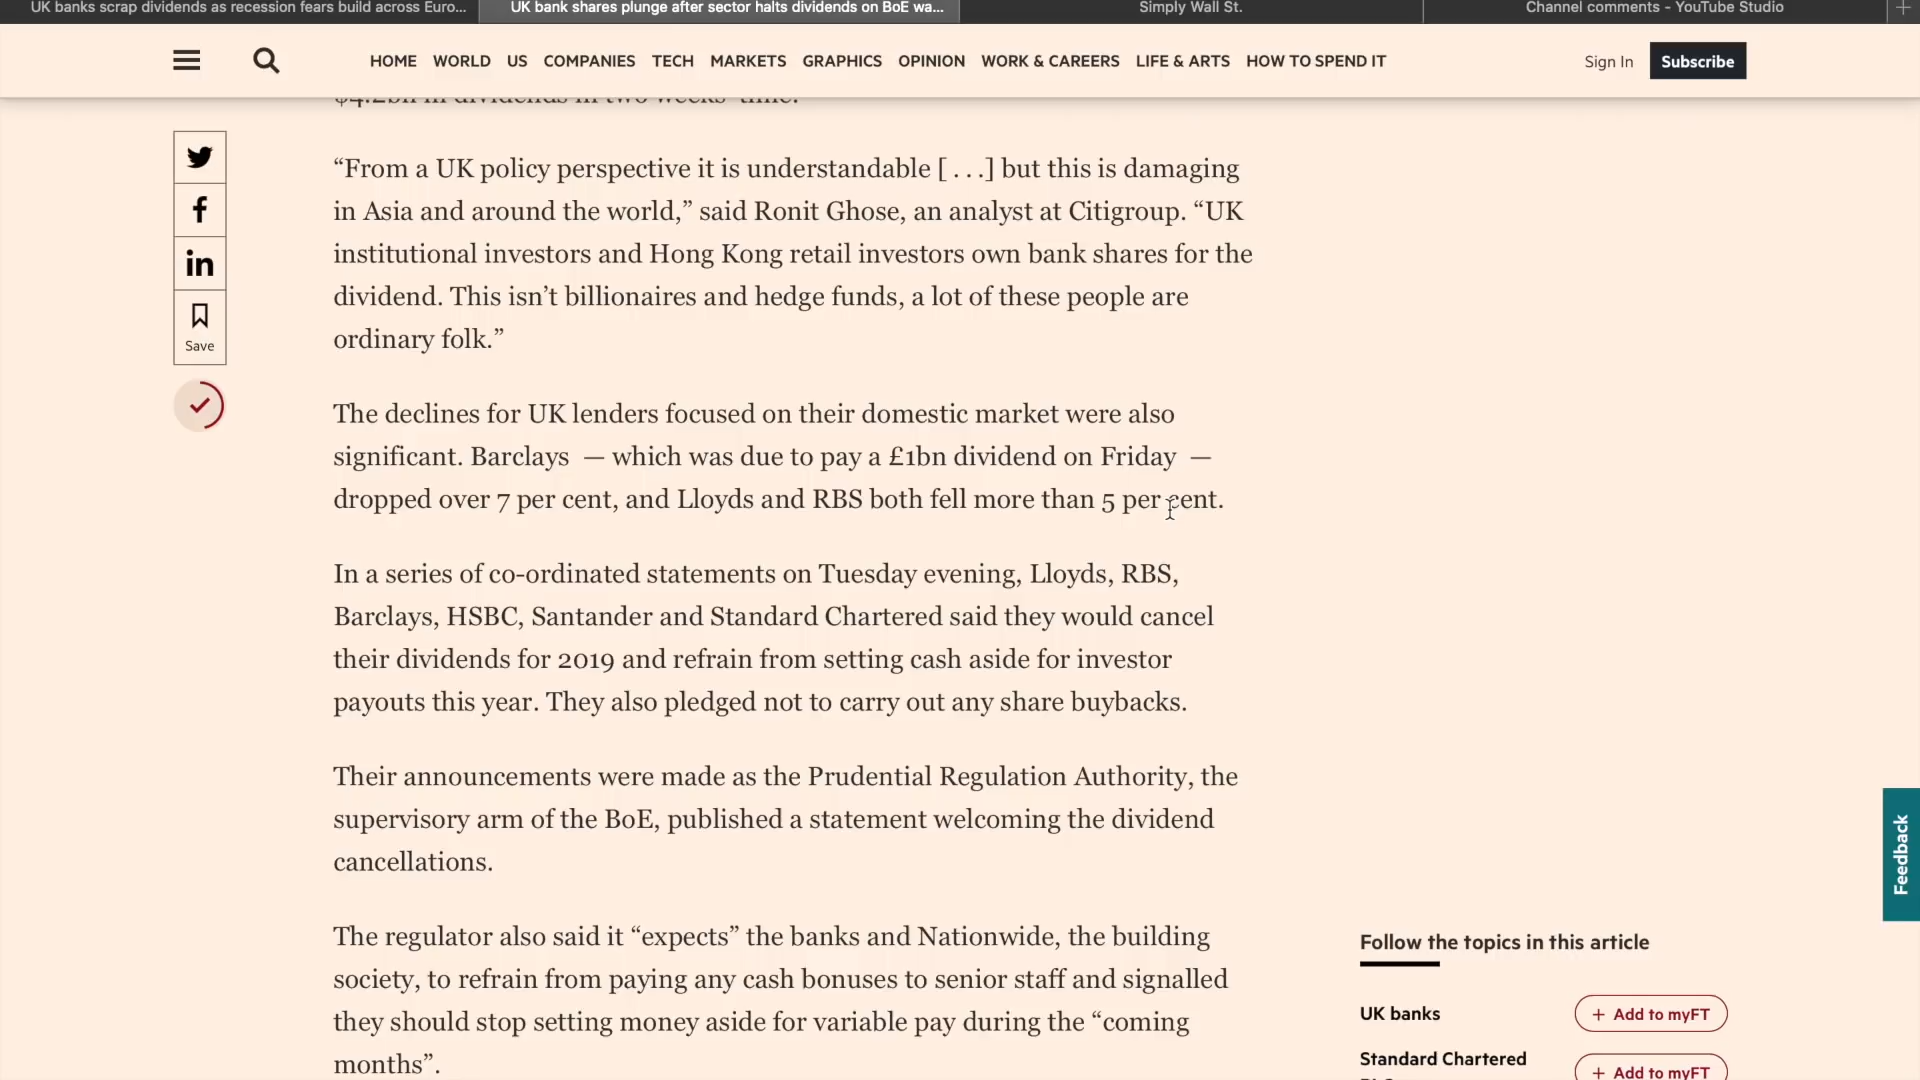 UK banks scrap dividends as recession fears build across Euro...
UK bank shares plunge after sector halts dividends on BoE wa...
Simply Wall St.
Channel comments - YouTube Studio
HOME WORLD US COMPANIES TECH MARKETS GRAPHICS OPINION WORK & CAREERS LIFE & ARTS HOW TO SPEND IT
Sign In
Subscribe
$4.2bn in dividends in two weeks' time.
“From a UK policy perspective it is understandable [ . . .] but this is damaging
in Asia and around the world,” said Ronit Ghose, an analyst at Citigroup. “UK
institutional investors and Hong Kong retail investors own bank shares for the
dividend. This isn’t billionaires and hedge funds, a lot of these people are
ordinary folk.”
Save
The declines for UK lenders focused on their domestic market were also
significant. Barclays — which was due to pay a £1bn dividend on Friday —
dropped over 7 per cent, and Lloyds and RBS both fell more than 5 per cent.
In a series of co-ordinated statements on Tuesday evening, Lloyds, RBS,
Barclays, HSBC, Santander and Standard Chartered said they would cancel
their dividends for 2019 and refrain from setting cash aside for investor
payouts this year. They also pledged not to carry out any share buybacks.
Their announcements were made as the Prudential Regulation Authority, the
supervisory arm of the BoE, published a statement welcoming the dividend
cancellations.
The regulator also said it “expects” the banks and Nationwide, the building
society, to refrain from paying any cash bonuses to senior staff and signalled
they should stop setting money aside for variable pay during the “coming
months”.
Feedback
Follow the topics in this article
UK banks
+ Add to myFT
Standard Chartered
+ Add to myFT